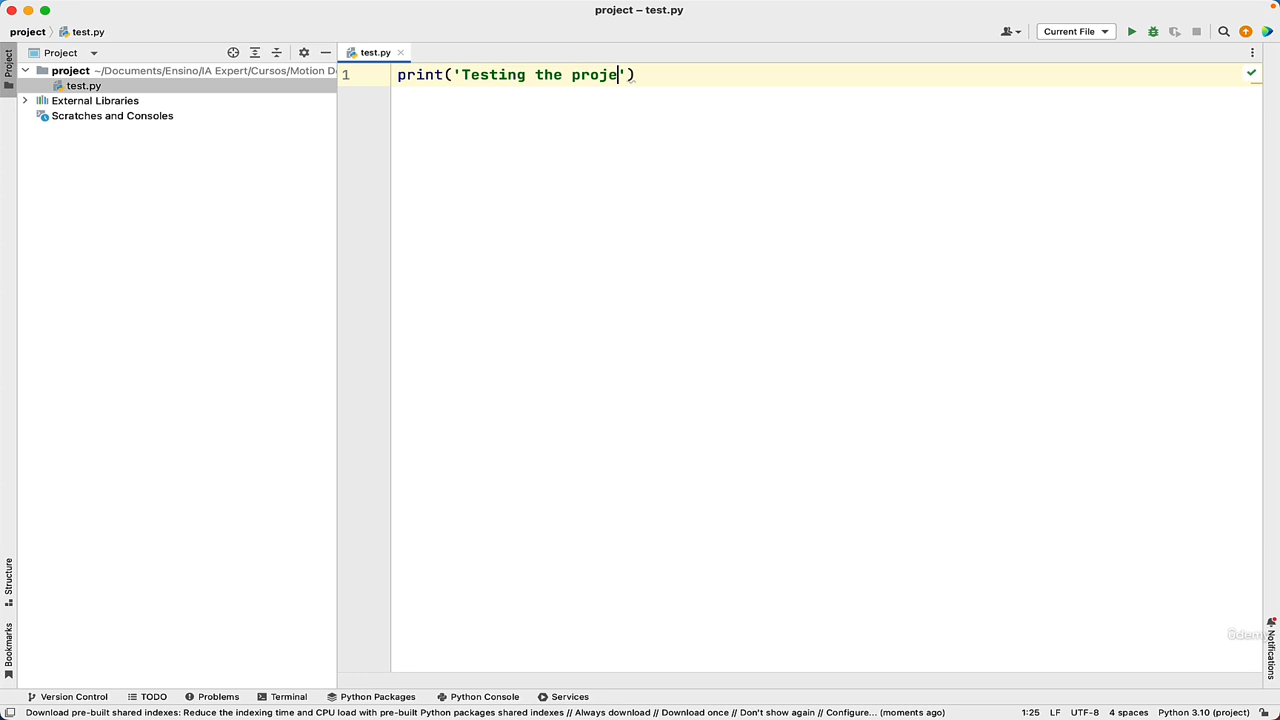 project – test.py
project
test.py
Current File
Project
Project
test.py
project ~/Documents/Ensino/IA Expert/Cursos/Motion D
1
print('Testing the proje')
test.py
External Libraries
Scratches and Consoles
Structure
Bookmarks
Notifications
Udemy
Version Control
TODO
Problems
Terminal
Python Packages
Python Console
Services
Download pre-built shared indexes: Reduce the indexing time and CPU load with pre-built Python packages shared indexes // Always download // Download once // Don't show again // Configure... (moments ago)
1:25
LF
UTF-8
4 spaces
Python 3.10 (project)